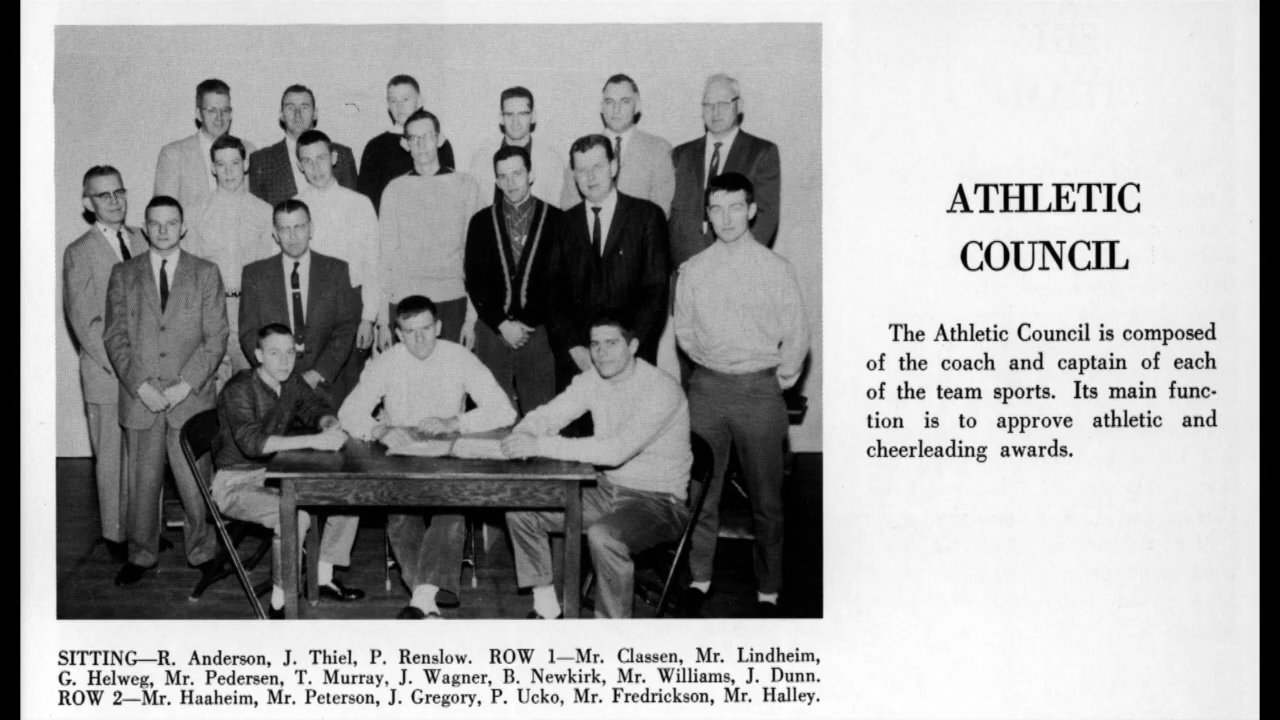 ATHLETIC
COUNCIL
The Athletic Council is composed
of the coach and captain of each
of the team sports. Its main func-
tion is to approve athletic and
cheerleading awards.
SITTING—R. Anderson, J. Thiel, P. Renslow. ROW 1—Mr. Classen, Mr. Lindheim,
G. Helweg, Mr. Pedersen, T. Murray, J. Wagner, B. Newkirk, Mr. Williams, J. Dunn.
ROW 2—Mr. Haaheim, Mr. Peterson, J. Gregory, P. Ucko, Mr. Fredrickson, Mr. Halley.